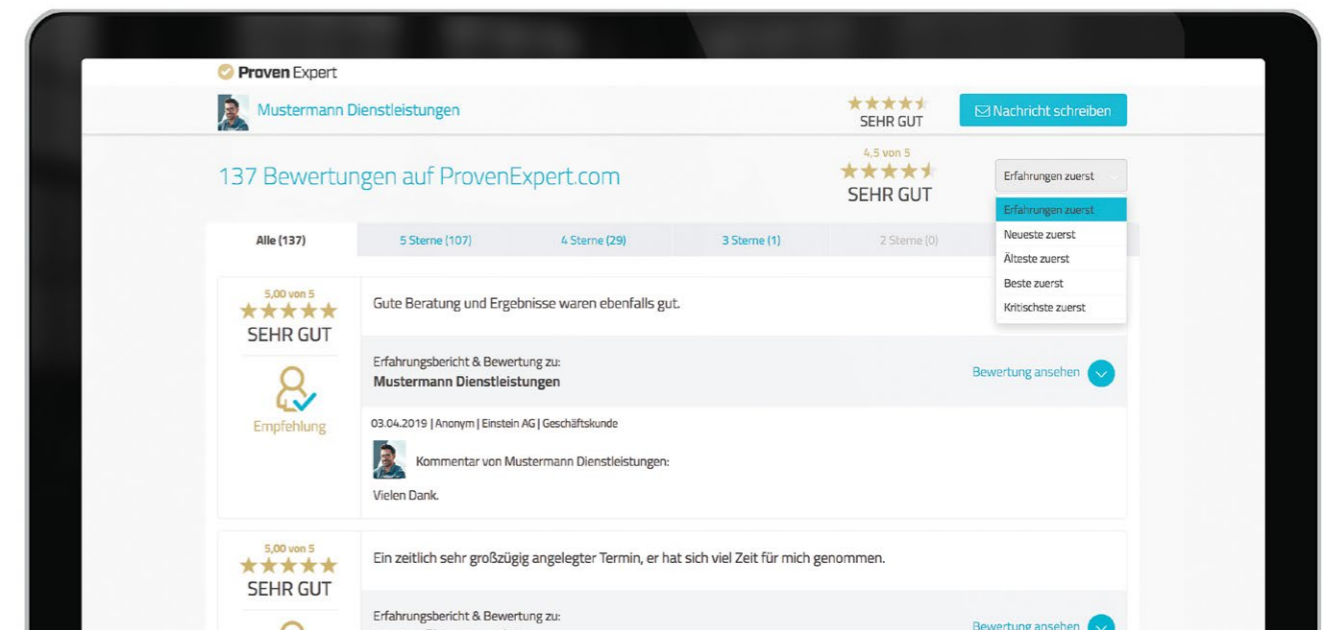 Proven Expert
Mustermann Dienstleistungen
SEHR GUT
Nachricht schreiben
137 Bewertungen auf ProvenExpert.com
4,5 von 5
SEHR GUT
Erfahrungen zuerst
Erfahrungen zuerst
Neueste zuerst
Älteste zuerst
Beste zuerst
Kritischste zuerst
Alle (137)
5 Sterne (107)
4 Sterne (29)
3 Sterne (1)
2 Sterne (0)
5,00 von 5
SEHR GUT
Empfehlung
Gute Beratung und Ergebnisse waren ebenfalls gut.
Erfahrungsbericht & Bewertung zu:
Mustermann Dienstleistungen
Bewertung ansehen
03.04.2019 | Anonym | Einstein AG | Geschäftskunde
Kommentar von Mustermann Dienstleistungen:
Vielen Dank.
5,00 von 5
SEHR GUT
Ein zeitlich sehr großzügig angelegter Termin, er hat sich viel Zeit für mich genommen.
Erfahrungsbericht & Bewertung zu:
Bewertung ansehen